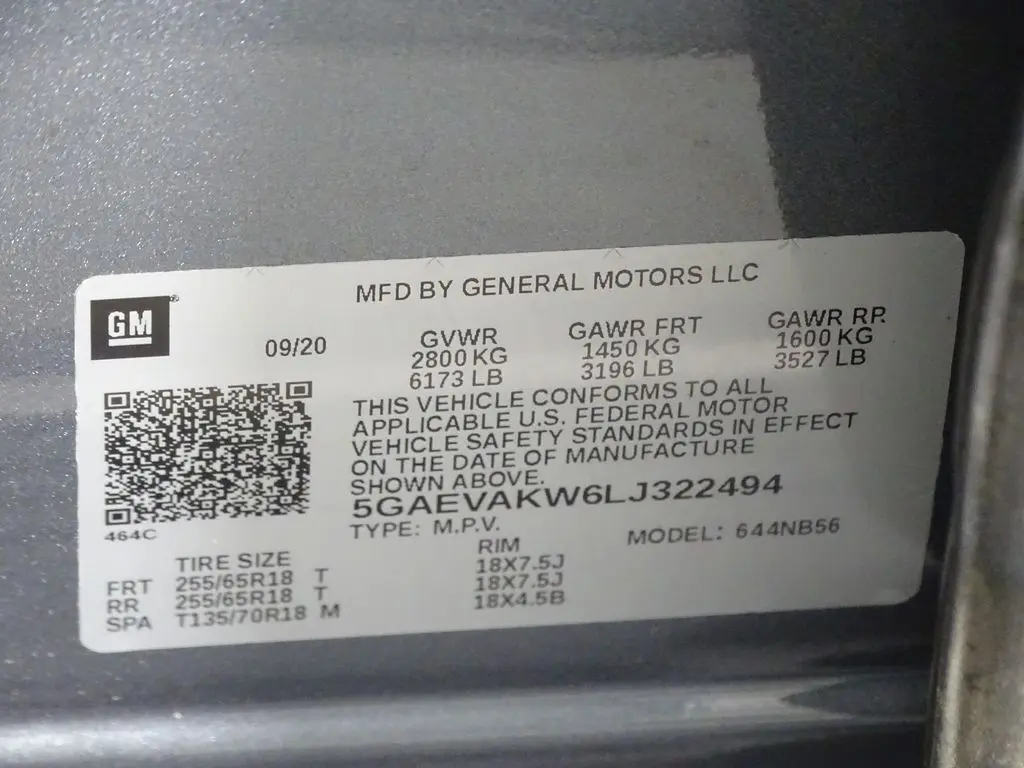 MFD BY GENERAL MOTORS LLC
GM
09/20
GVWR GAWR FRT GAWR RR
2800 KG 1450 KG 1600 KG
6173 LB 3196 LB 3527 LB
THIS VEHICLE CONFORMS TO ALL
APPLICABLE U.S. FEDERAL MOTOR
VEHICLE SAFETY STANDARDS IN EFFECT
ON THE DATE OF MANUFACTURE
SHOWN ABOVE.
5GAEVAKW6LJ322494
464C
TYPE: M.P.V. MODEL: 644NB56
TIRE SIZE RIM
FRT 255/65R18 T 18X7.5J
RR 255/65R18 T 18X7.5J
SPA T135/70R18 M 18X4.5B